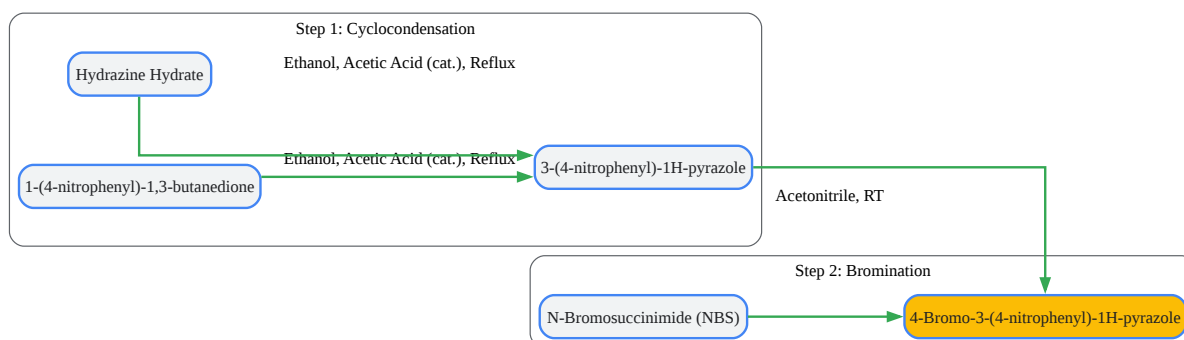 Step 1: Cyclocondensation
Ethanol, Acetic Acid (cat.), Reflux
Hydrazine Hydrate
Ethanol, Acetic Acid (cat.), Reflux
1-(4-nitrophenyl)-1,3-butanedione
3-(4-nitrophenyl)-1H-pyrazole
Acetonitrile, RT
Step 2: Bromination
N-Bromosuccinimide (NBS)
4-Bromo-3-(4-nitrophenyl)-1H-pyrazole